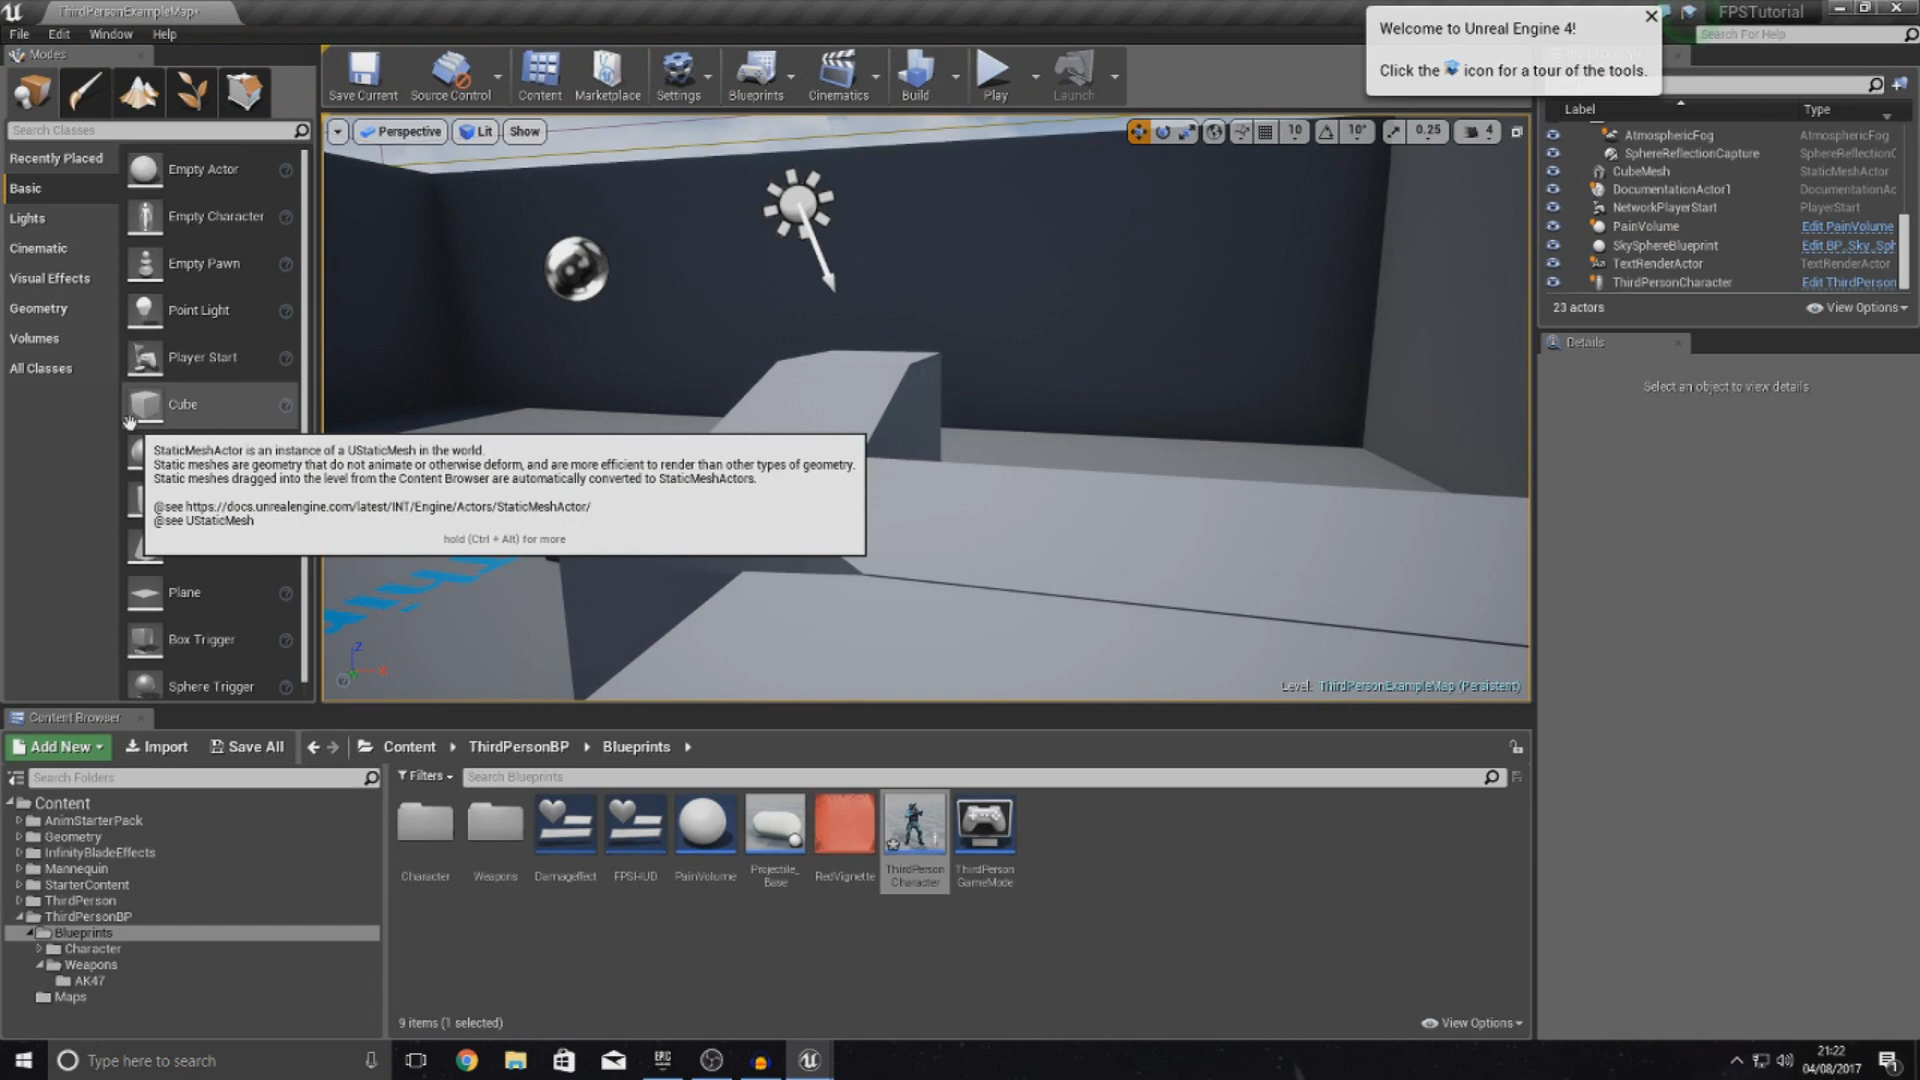 ThirdPersonExampleMap*
FPSTutorial
File Edit Window Help
Search For Help
Welcome to Unreal Engine 4!
Click the icon for a tour of the tools.
Modes
Save Current
Source Control
Content
Marketplace
Settings
Blueprints
Cinematics
Build
Play
Launch
Search Classes
Recently Placed
Basic
Lights
Cinematic
Visual Effects
Geometry
Volumes
All Classes
Empty Actor
Empty Character
Empty Pawn
Point Light
Player Start
Cube
Plane
Box Trigger
Sphere Trigger
Perspective
Lit
Show
10
10°
0.25
4
StaticMeshActor is an instance of a UStaticMesh in the world.
Static meshes are geometry that do not animate or otherwise deform, and are more efficient to render than other types of geometry.
Static meshes dragged into the level from the Content Browser are automatically converted to StaticMeshActors.
@see https://docs.unrealengine.com/latest/INT/Engine/Actors/StaticMeshActor/
@see UStaticMesh
hold (Ctrl + Alt) for more
Z
Level: ThirdPersonExampleMap (Persistent)
Label Type
AtmosphericFog AtmosphericFog
SphereReflectionCapture SphereReflectionC
CubeMesh StaticMeshActor
DocumentationActor1 DocumentationAc
NetworkPlayerStart PlayerStart
PainVolume Edit PainVolume
SkySphereBlueprint Edit BP_Sky_Sph
TextRenderActor TextRenderActor
ThirdPersonCharacter Edit ThirdPerson
23 actors
View Options
Details
Select an object to view details
Content Browser
Add New
Import
Save All
Content
ThirdPersonBP
Blueprints
Search Folders
Filters
Search Blueprints
Content
AnimStarterPack
Geometry
InfinityBladeEffects
Mannequin
StarterContent
ThirdPerson
ThirdPersonBP
Blueprints
Character
Weapons
AK47
Maps
Character
Weapons
Damageffect
FPSHUD
PainVolume
Projectile_
Base
RedVignette
ThirdPerson
Character
ThirdPerson
GameMode
9 items (1 selected)
View Options
Type here to search
EPIC
21:22
04/08/2017
1